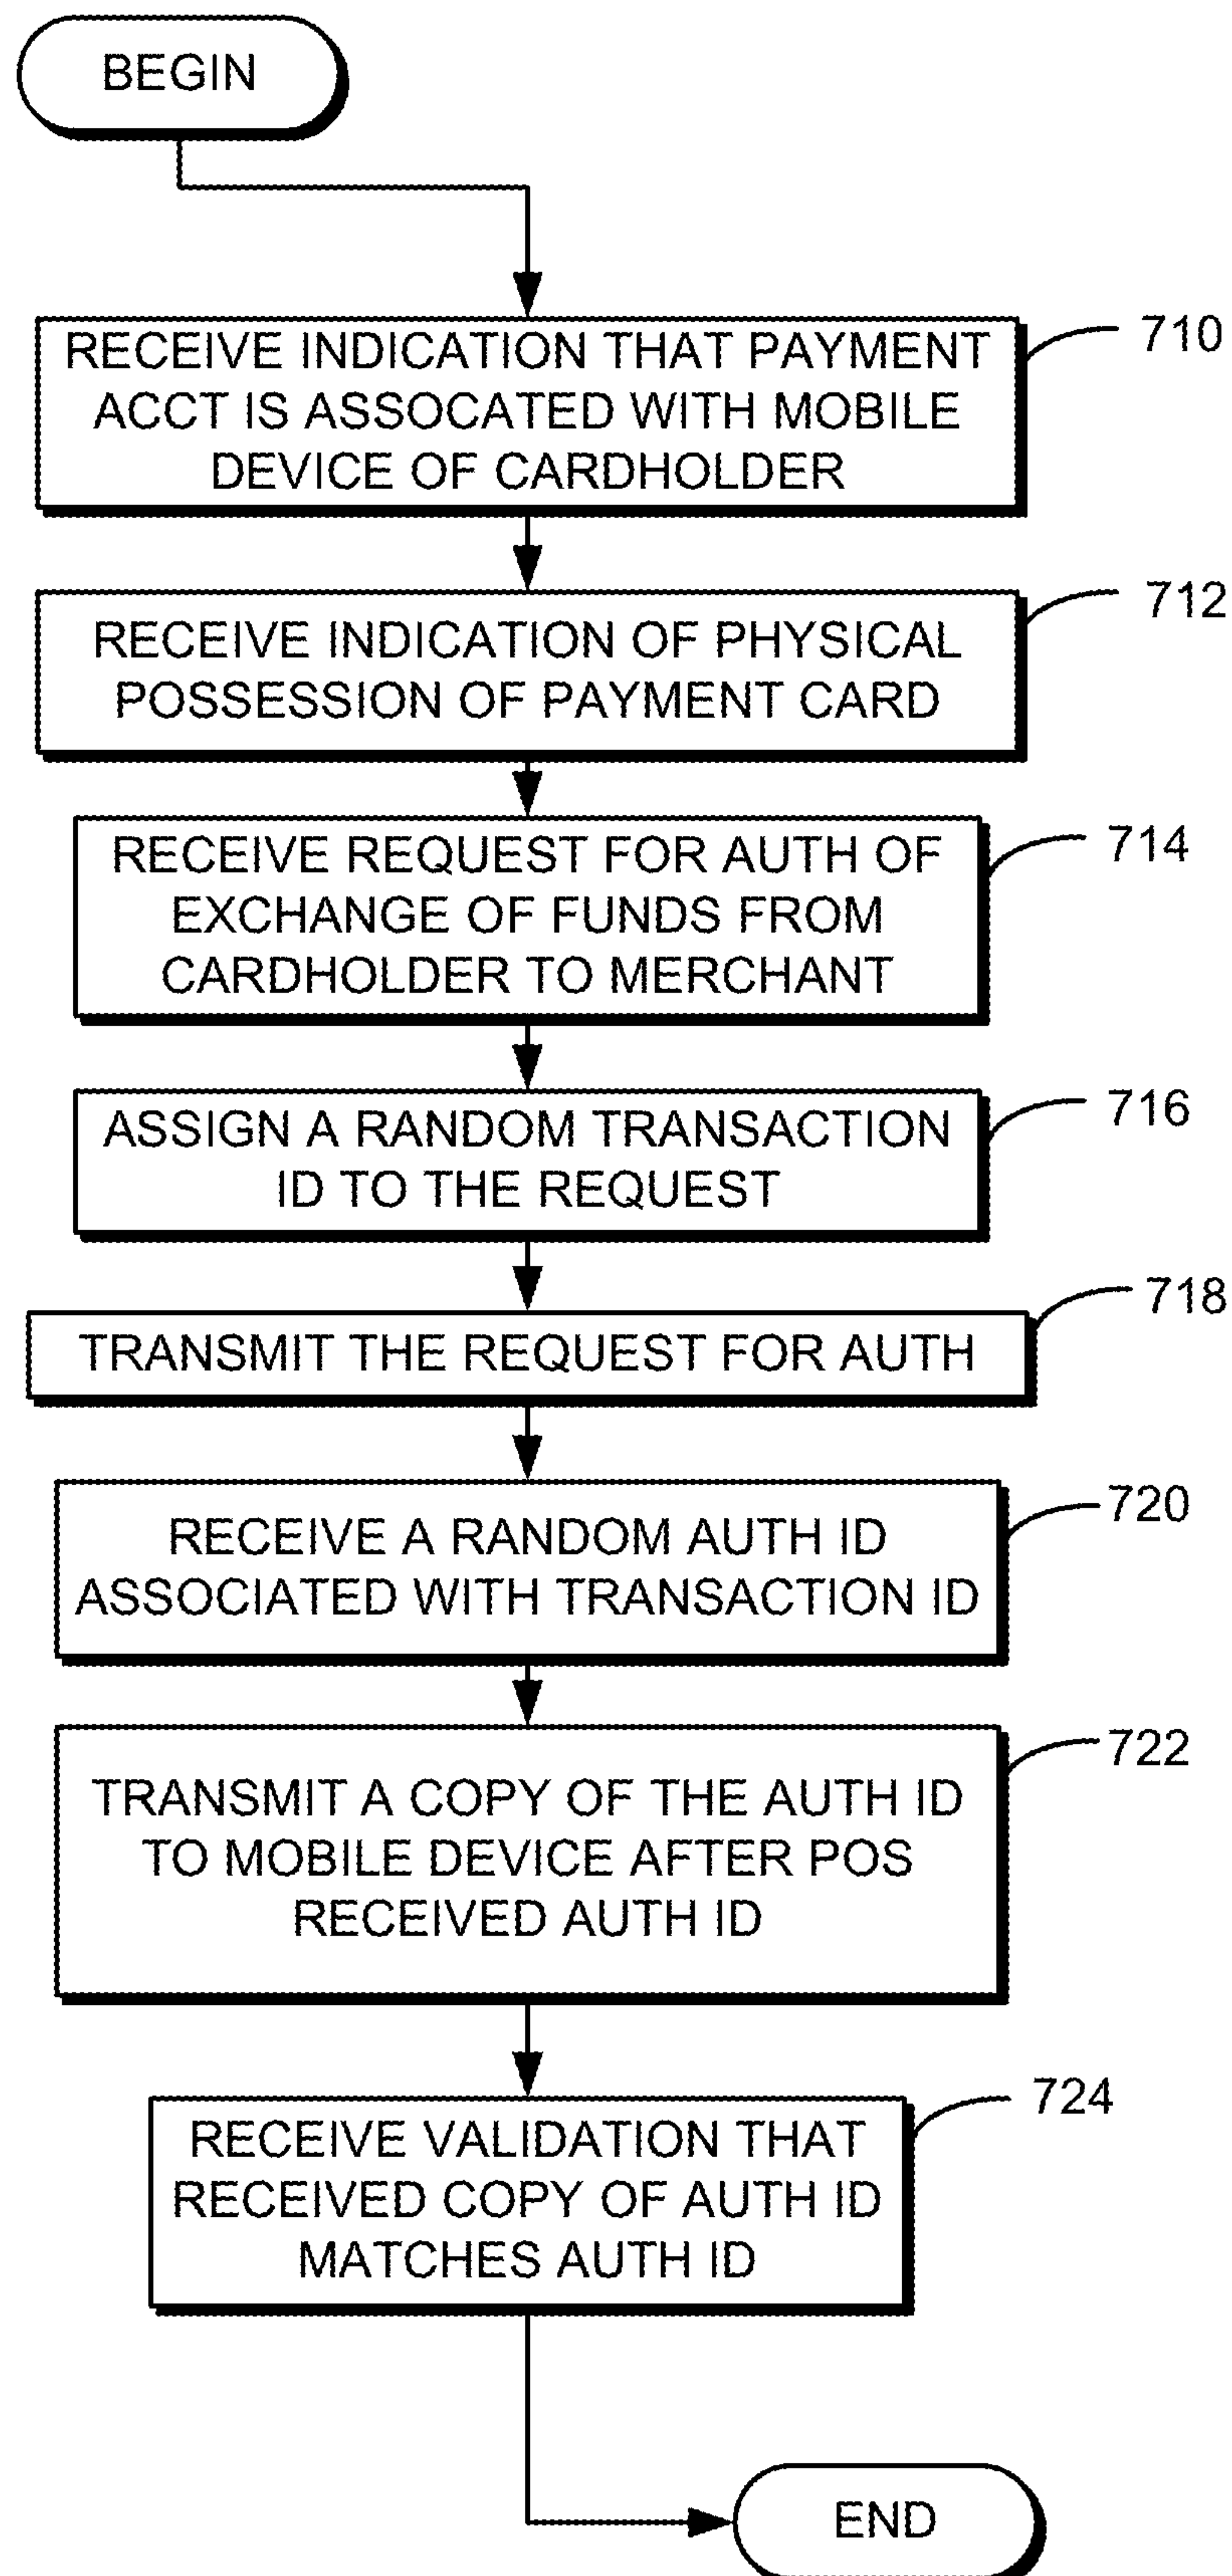 BEGIN
RECEIVE INDICATION THAT PAYMENT
ACCT IS ASSOCATED WITH MOBILE
DEVICE OF CARDHOLDER
710
RECEIVE INDICATION OF PHYSICAL
POSSESSION OF PAYMENT CARD
712
RECEIVE REQUEST FOR AUTH OF
EXCHANGE OF FUNDS FROM
CARDHOLDER TO MERCHANT
714
ASSIGN A RANDOM TRANSACTION
ID TO THE REQUEST
716
TRANSMIT THE REQUEST FOR AUTH
718
RECEIVE A RANDOM AUTH ID
ASSOCIATED WITH TRANSACTION ID
720
TRANSMIT A COPY OF THE AUTH ID
TO MOBILE DEVICE AFTER POS
RECEIVED AUTH ID
722
RECEIVE VALIDATION THAT
RECEIVED COPY OF AUTH ID
MATCHES AUTH ID
724
END